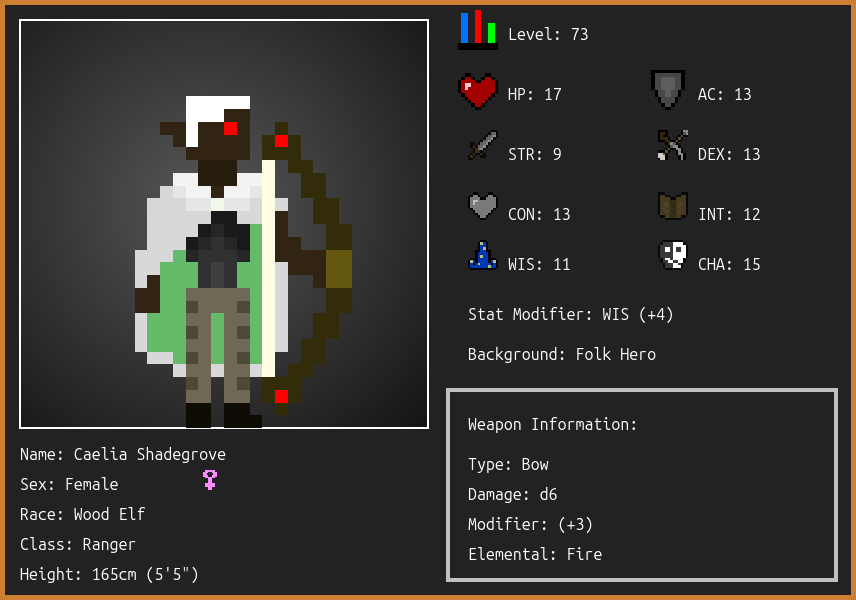 Level: 73
HP: 17 AC: 13
STR: 9 DEX: 13
CON: 13 INT: 12
WIS: 11 CHA: 15
Stat Modifier: WIS (+4)
Background: Folk Hero
Weapon Information:
Type: Bow
Damage: d6
Modifier: (+3)
Elemental: Fire
Name: Caelia Shadegrove
Sex: Female
Race: Wood Elf
Class: Ranger
Height: 165cm (5'5")